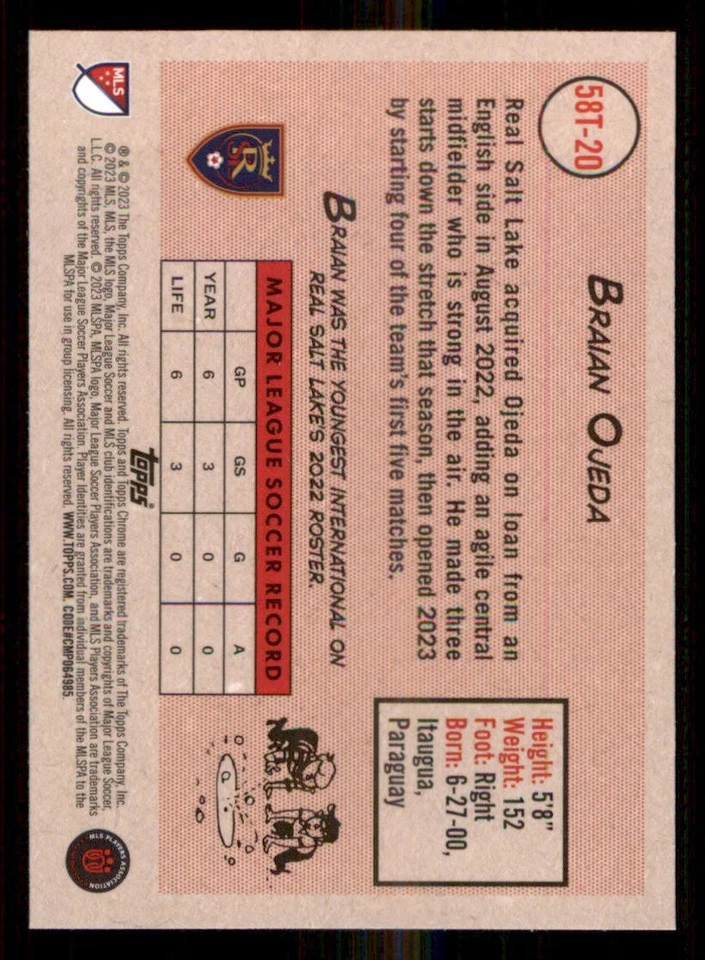 58T-20
BRAIAN OJEDA
Real Salt Lake acquired Ojeda on loan from an
English side in August 2022, adding an agile central
midfielder who is strong in the air. He made three
starts down the stretch that season, then opened 2023
by starting four of the team's first five matches.
Height: 5'8"
Weight: 152
Foot: Right
Born: 6-27-00,
Itaugua,
Paraguay
BRAIAN WAS THE YOUNGEST INTERNATIONAL ON
REAL SALT LAKE'S 2022 ROSTER.
RSL
MAJOR LEAGUE SOCCER RECORD
GP GS G A
YEAR 6 3 0 0
LIFE 6 3 0 0
topps®
MLS
® & © 2023 The Topps Company, Inc. All rights reserved. Topps and Topps Chrome are registered trademarks of The Topps Company, Inc.
© 2023 MLS, MLS, the MLS logo, Major League Soccer and MLS club identifications are trademarks and copyrights of Major League Soccer,
L.L.C. All rights reserved. © 2023 MLSPA, MLSPA logo, Major League Soccer Players Association, and MLS Players Association are trademarks
and copyrights of the Major League Soccer Players Association. Player Identities are granted from individual members of the MLSPA to the
MLSPA for use in group licensing. All rights reserved. WWW.TOPPS.COM. CODE#CMP064985.
MLS PLAYERS ASSOCIATION